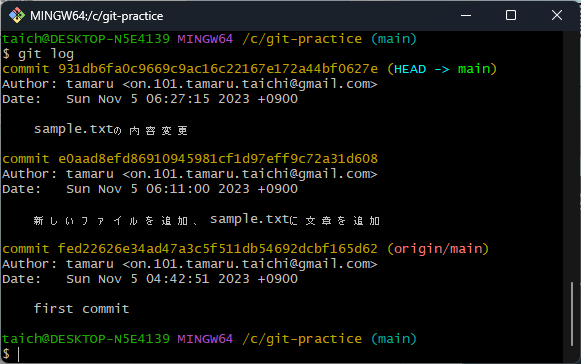 MINGW64:/c/git-practice
taich@DESKTOP-N5E4139 MINGW64 /c/git-practice (main)
$ git log
commit 931db6fa0c9669c9ac16c22167e172a44bf0627e (HEAD -> main)
Author: tamaru <on.101.tamaru.taichi@gmail.com>
Date:   Sun Nov 5 06:27:15 2023 +0900
sample.txtの内容変更
commit e0aad8efd86910945981cf1d97eff9c72a31d608
Author: tamaru <on.101.tamaru.taichi@gmail.com>
Date:   Sun Nov 5 06:11:00 2023 +0900
新しいファイルを追加、sample.txtに文章を追加
commit fed22626e34ad47a3c5f511db54692dcbf165d62 (origin/main)
Author: tamaru <on.101.tamaru.taichi@gmail.com>
Date:   Sun Nov 5 04:42:51 2023 +0900
first commit
taich@DESKTOP-N5E4139 MINGW64 /c/git-practice (main)
$